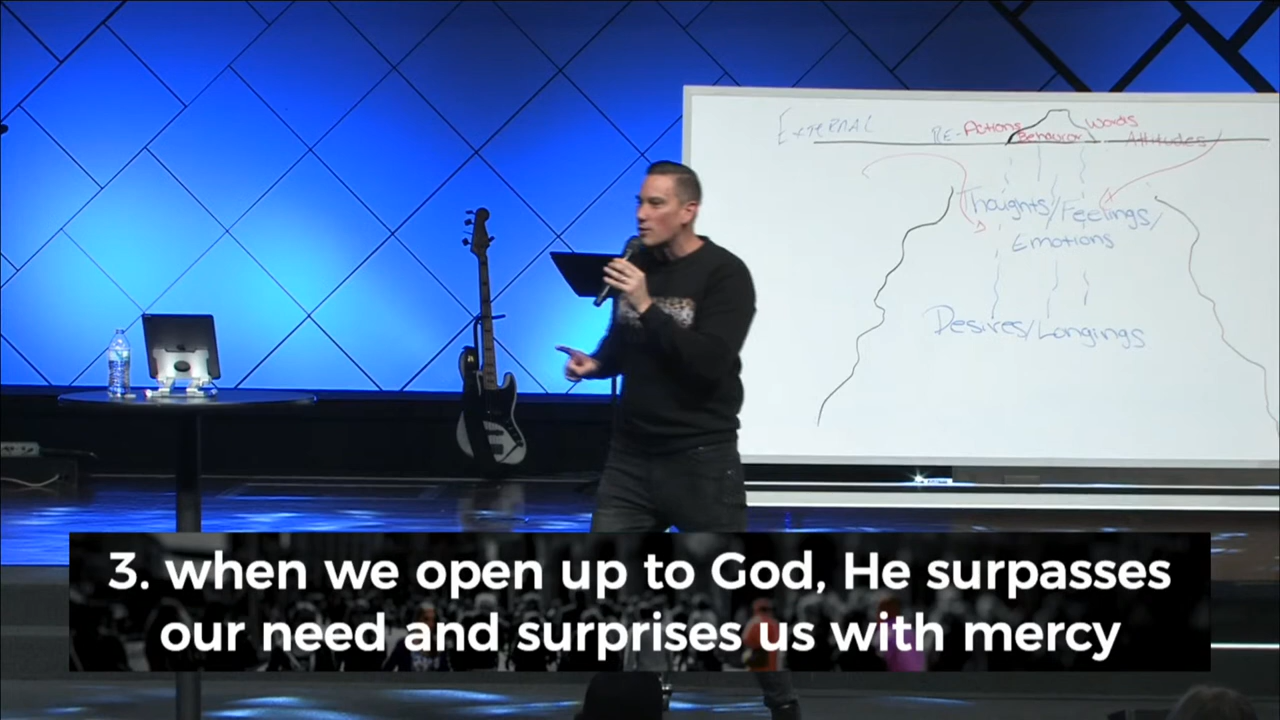 EXTERNAL RE-Actions Behavior Words Attitudes/
Thoughts/Feelings/
Emotions
Desires/Longings
3. when we open up to God, He surpasses
our need and surprises us with mercy